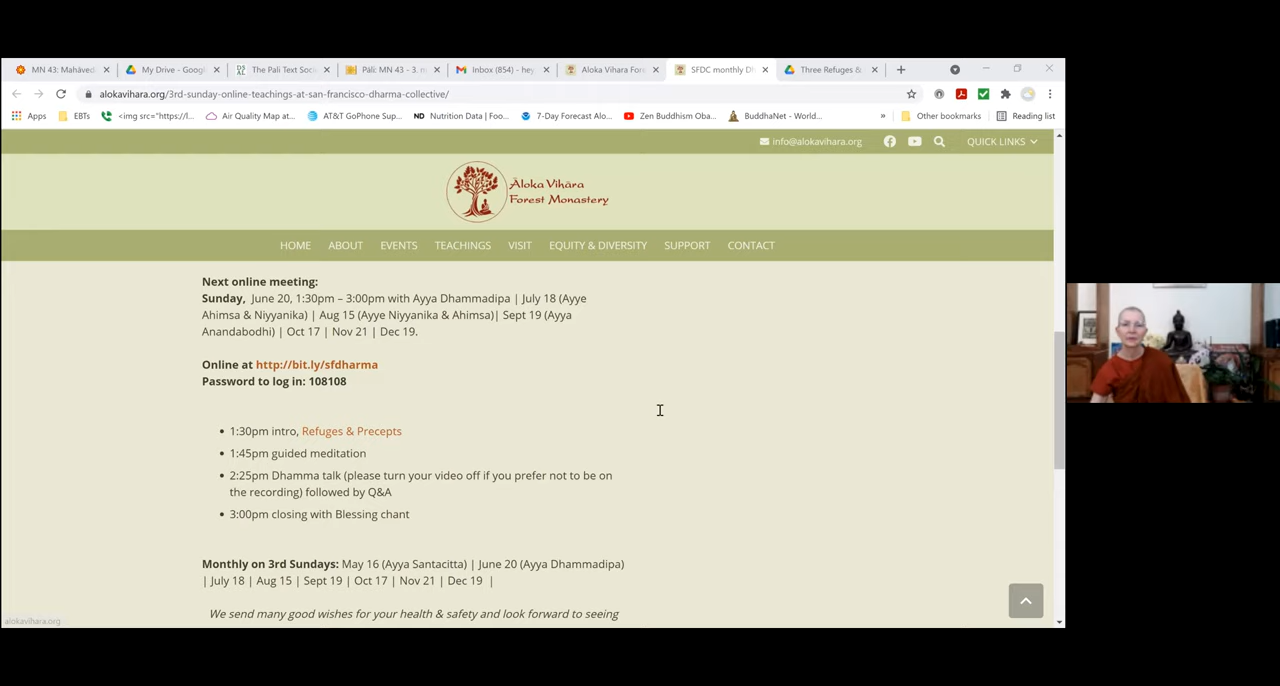 MN 43: Mahaved
My Drive - Googl
The Pali Text Soci
Pāli: MN 43 - 3. m
Inbox (854) - hey
Aloka Vihara Fore
SFDC monthly Dh
Three Refuges &
alokavihara.org/3rd-sunday-online-teachings-at-san-francisco-dharma-collective/
Apps
EBTs
<img src="https://l...
Air Quality Map at...
AT&T GoPhone Sup...
ND Nutrition Data | Foo...
7-Day Forecast Alo...
Zen Buddhism Oba...
BuddhaNet - World...
»
Other bookmarks
Reading list
info@alokavihara.org
QUICK LINKS
Āloka Vihāra
Forest Monastery
HOME ABOUT EVENTS TEACHINGS VISIT EQUITY & DIVERSITY SUPPORT CONTACT
Next online meeting:
Sunday, June 20, 1:30pm – 3:00pm with Ayya Dhammadipa | July 18 (Ayye
Ahimsa & Niyyanika) | Aug 15 (Ayye Niyyanika & Ahimsa)| Sept 19 (Ayya
Anandabodhi) | Oct 17 | Nov 21 | Dec 19.
Online at http://bit.ly/sfdharma
Password to log in: 108108
• 1:30pm intro, Refuges & Precepts
• 1:45pm guided meditation
• 2:25pm Dhamma talk (please turn your video off if you prefer not to be on
the recording) followed by Q&A
• 3:00pm closing with Blessing chant
Monthly on 3rd Sundays: May 16 (Ayya Santacitta) | June 20 (Ayya Dhammadipa)
| July 18 | Aug 15 | Sept 19 | Oct 17 | Nov 21 | Dec 19 |
We send many good wishes for your health & safety and look forward to seeing
alokavihara.org